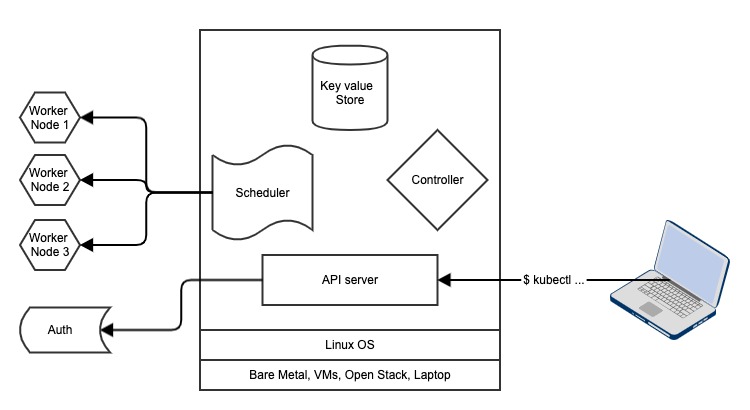 Key value
Store
Worker
Node 1
Worker
Node 2
Worker
Node 3
Scheduler
Controller
API server
$ kubectl ...
Auth
Linux OS
Bare Metal, VMs, Open Stack, Laptop